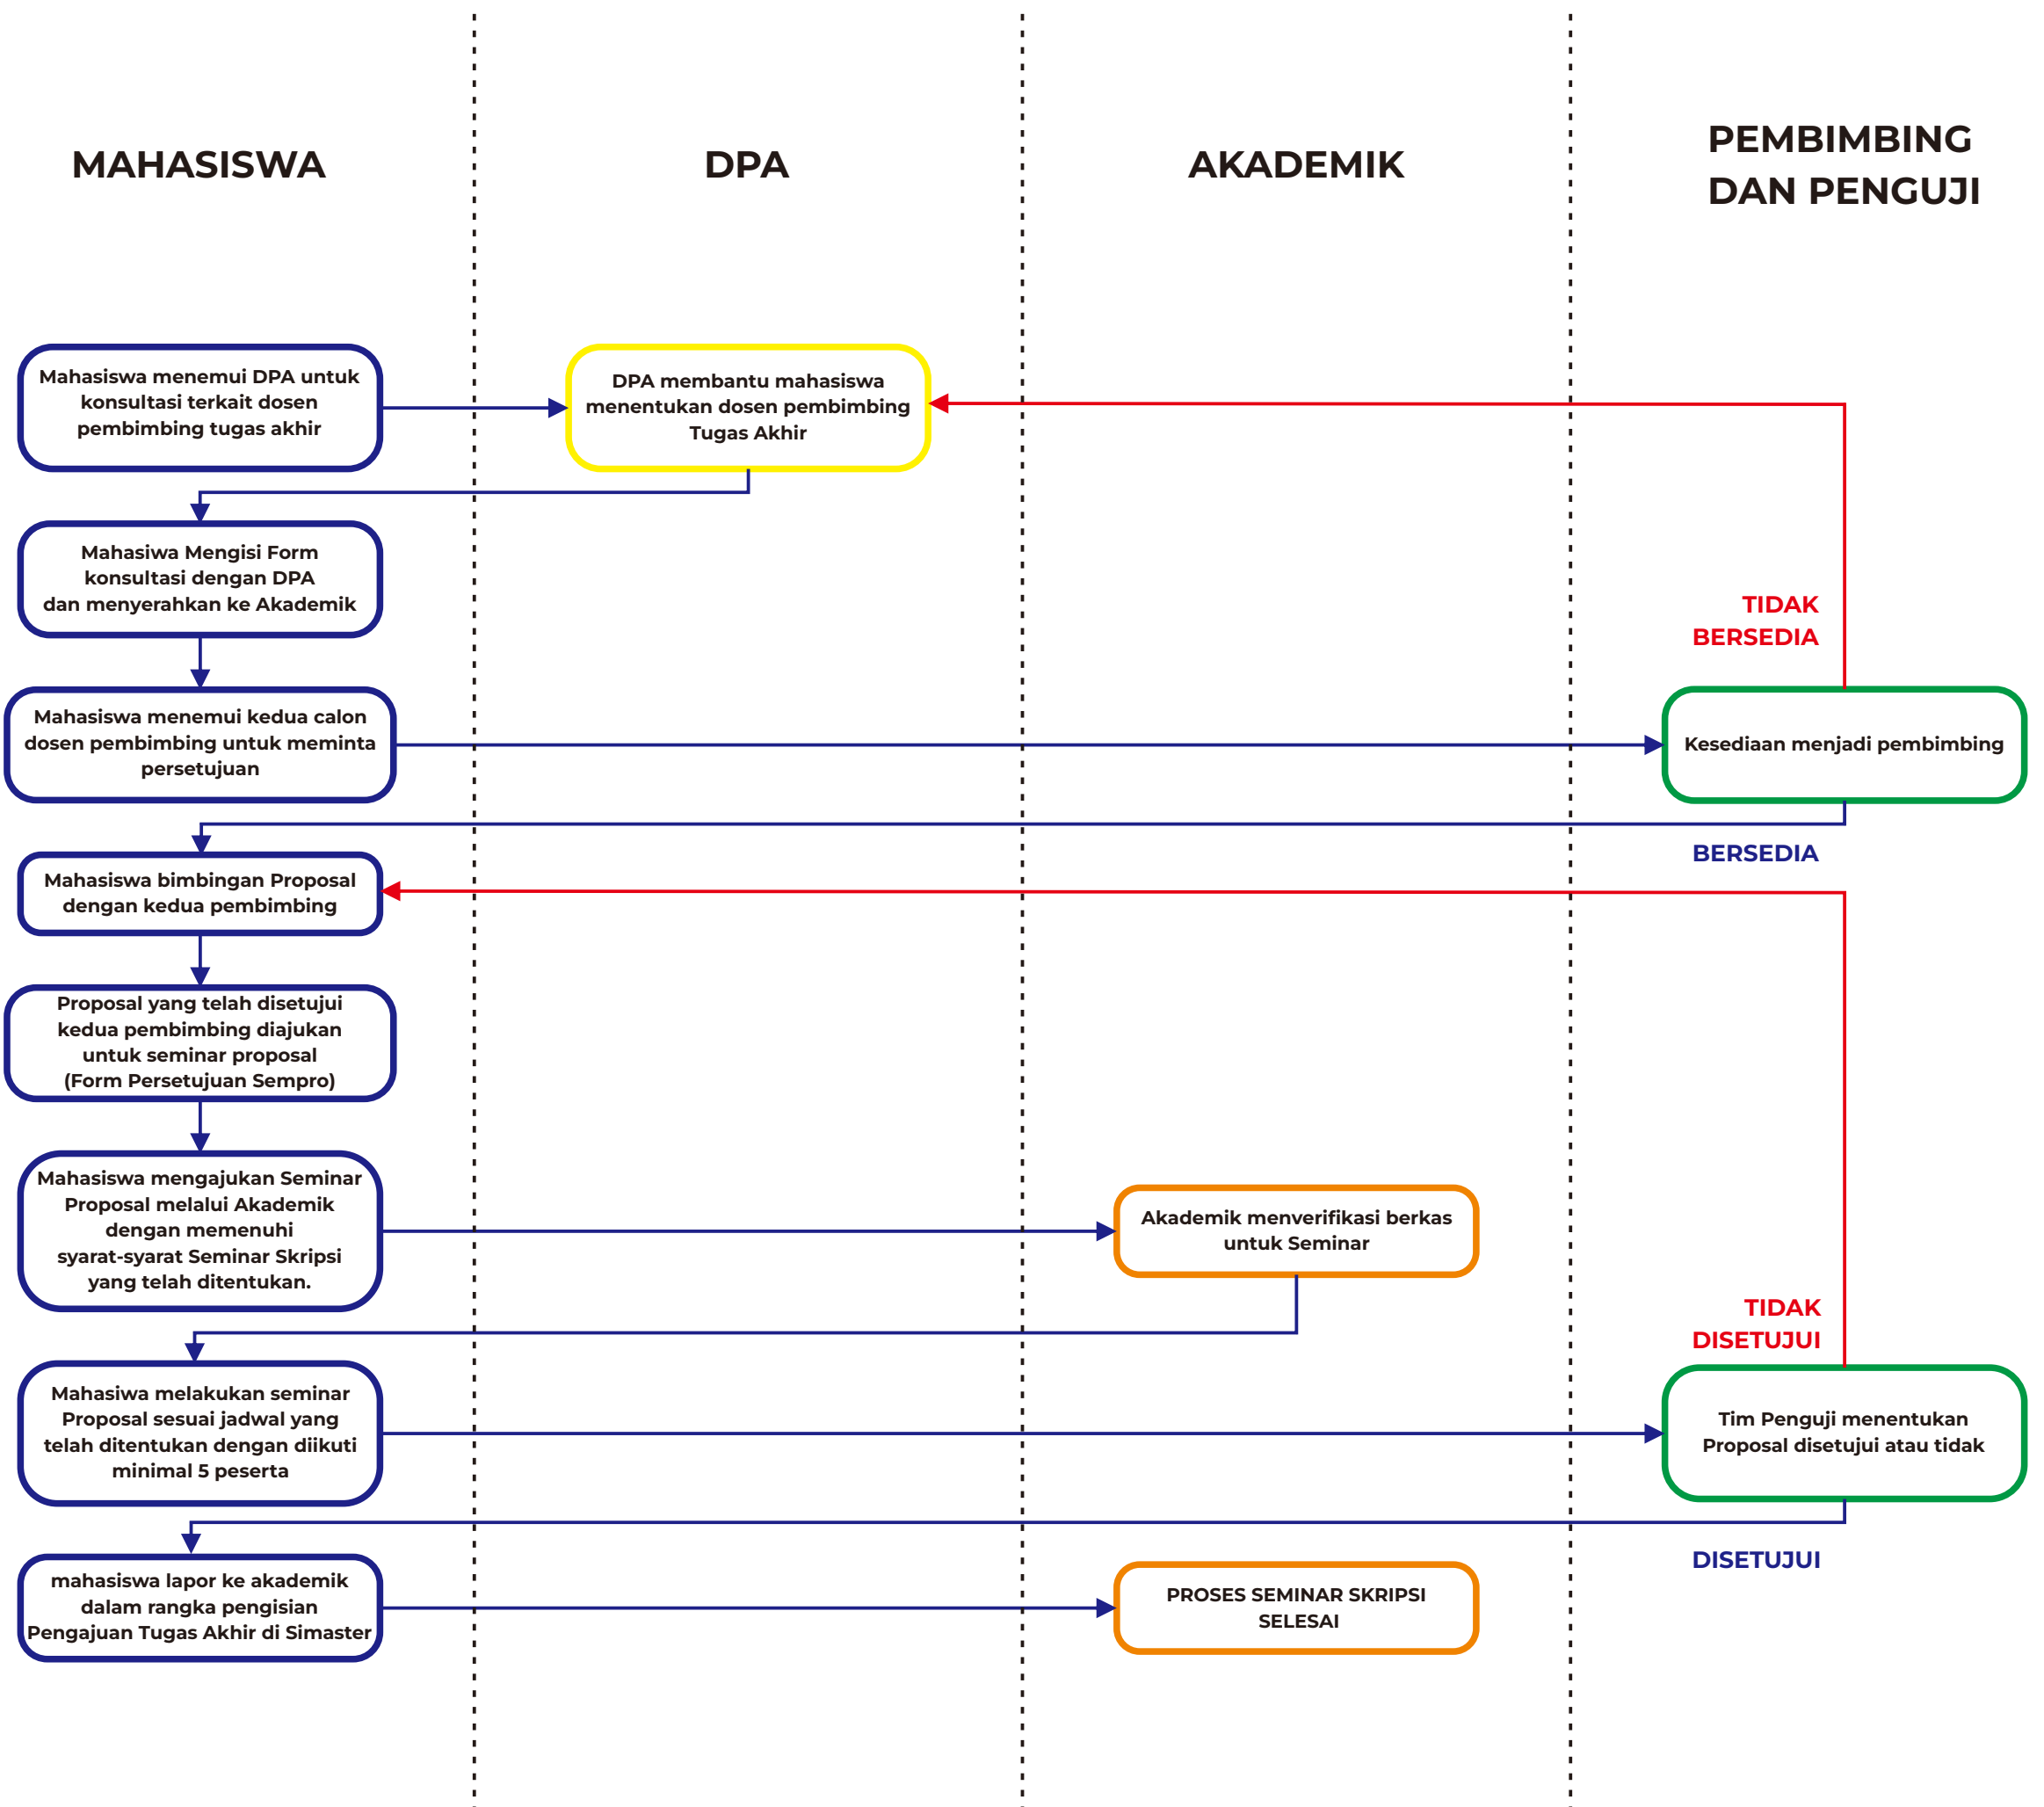 MAHASISWA
DPA
AKADEMIK
PEMBIMBING
DAN PENGUJI
Mahasiswa menemui DPA untuk
konsultasi terkait dosen
pembimbing tugas akhir
DPA membantu mahasiswa
menentukan dosen pembimbing
Tugas Akhir
Mahasiwa Mengisi Form
konsultasi dengan DPA
dan menyerahkan ke Akademik
TIDAK
BERSEDIA
Mahasiswa menemui kedua calon
dosen pembimbing untuk meminta
persetujuan
Kesediaan menjadi pembimbing
BERSEDIA
Mahasiswa bimbingan Proposal
dengan kedua pembimbing
Proposal yang telah disetujui
kedua pembimbing diajukan
untuk seminar proposal
(Form Persetujuan Sempro)
Mahasiswa mengajukan Seminar
Proposal melalui Akademik
dengan memenuhi
syarat-syarat Seminar Skripsi
yang telah ditentukan.
Akademik menverifikasi berkas
untuk Seminar
TIDAK
DISETUJUI
Mahasiwa melakukan seminar
Proposal sesuai jadwal yang
telah ditentukan dengan diikuti
minimal 5 peserta
Tim Penguji menentukan
Proposal disetujui atau tidak
DISETUJUI
mahasiswa lapor ke akademik
dalam rangka pengisian
Pengajuan Tugas Akhir di Simaster
PROSES SEMINAR SKRIPSI
SELESAI